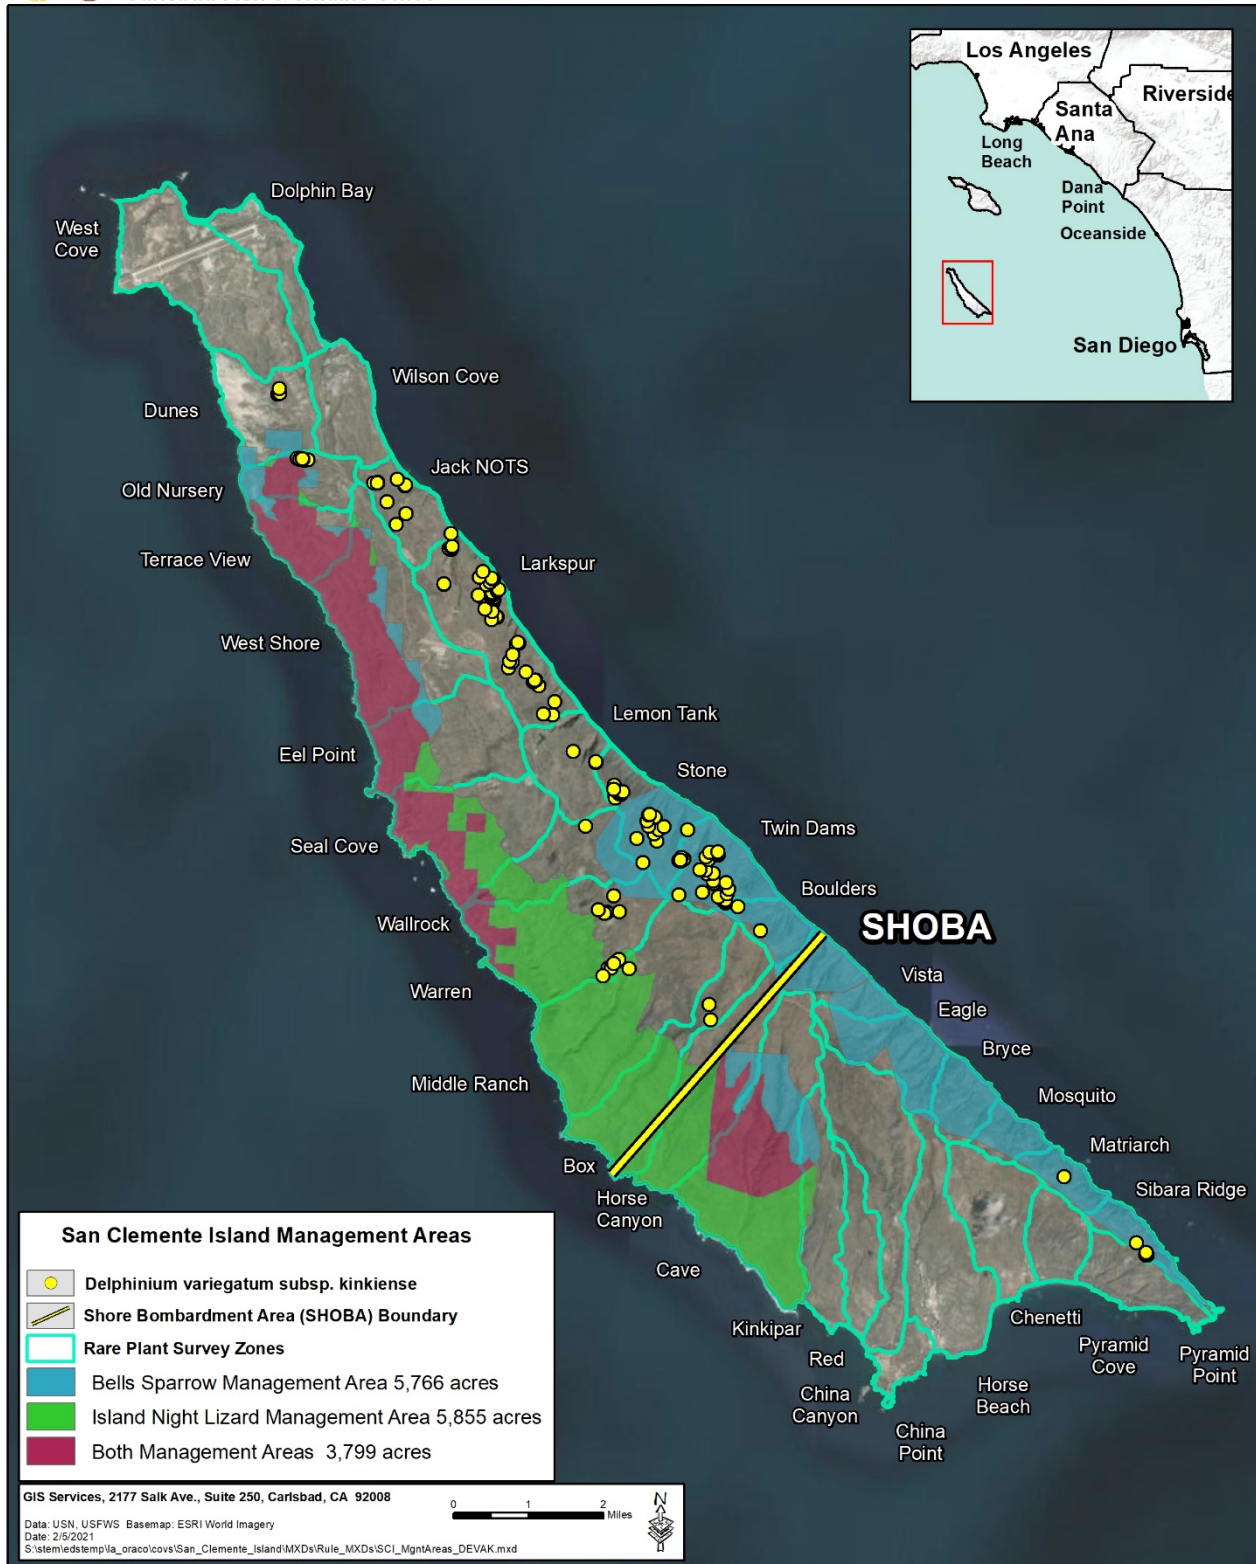 Los Angeles
Riverside
Santa
Ana
Long
Beach
Dana
Point
Oceanside
San Diego
Dolphin Bay
West
Cove
Wilson Cove
Dunes
Jack NOTS
Old Nursery
Terrace View
Larkspur
West Shore
Lemon Tank
Eel Point
Stone
Twin Dams
Seal Cove
Boulders
Wallrock
SHOBA
Vista
Warren
Eagle
Bryce
Middle Ranch
Mosquito
Matriarch
Box
Sibara Ridge
Horse
Canyon
Cave
Chenetti
Kinkipar
Pyramid
Cove
Pyramid
Point
Red
Horse
Beach
China
Canyon
China
Point
San Clemente Island Management Areas
Delphinium variegatum subsp. kinkiense
Shore Bombardment Area (SHOBA) Boundary
Rare Plant Survey Zones
Bells Sparrow Management Area 5,766 acres
Island Night Lizard Management Area 5,855 acres
Both Management Areas 3,799 acres
GIS Services, 2177 Salk Ave., Suite 250, Carlsbad, CA 92008
0 1 2
Miles
N
Data: USN, USFWS Basemap: ESRI World Imagery
Date: 2/5/2021
S:\stem\edstemp\la_oraco\covs\San_Clemente_Island\MXDs\Rule_MXDs\SCI_MgntAreas_DEVAK.mxd